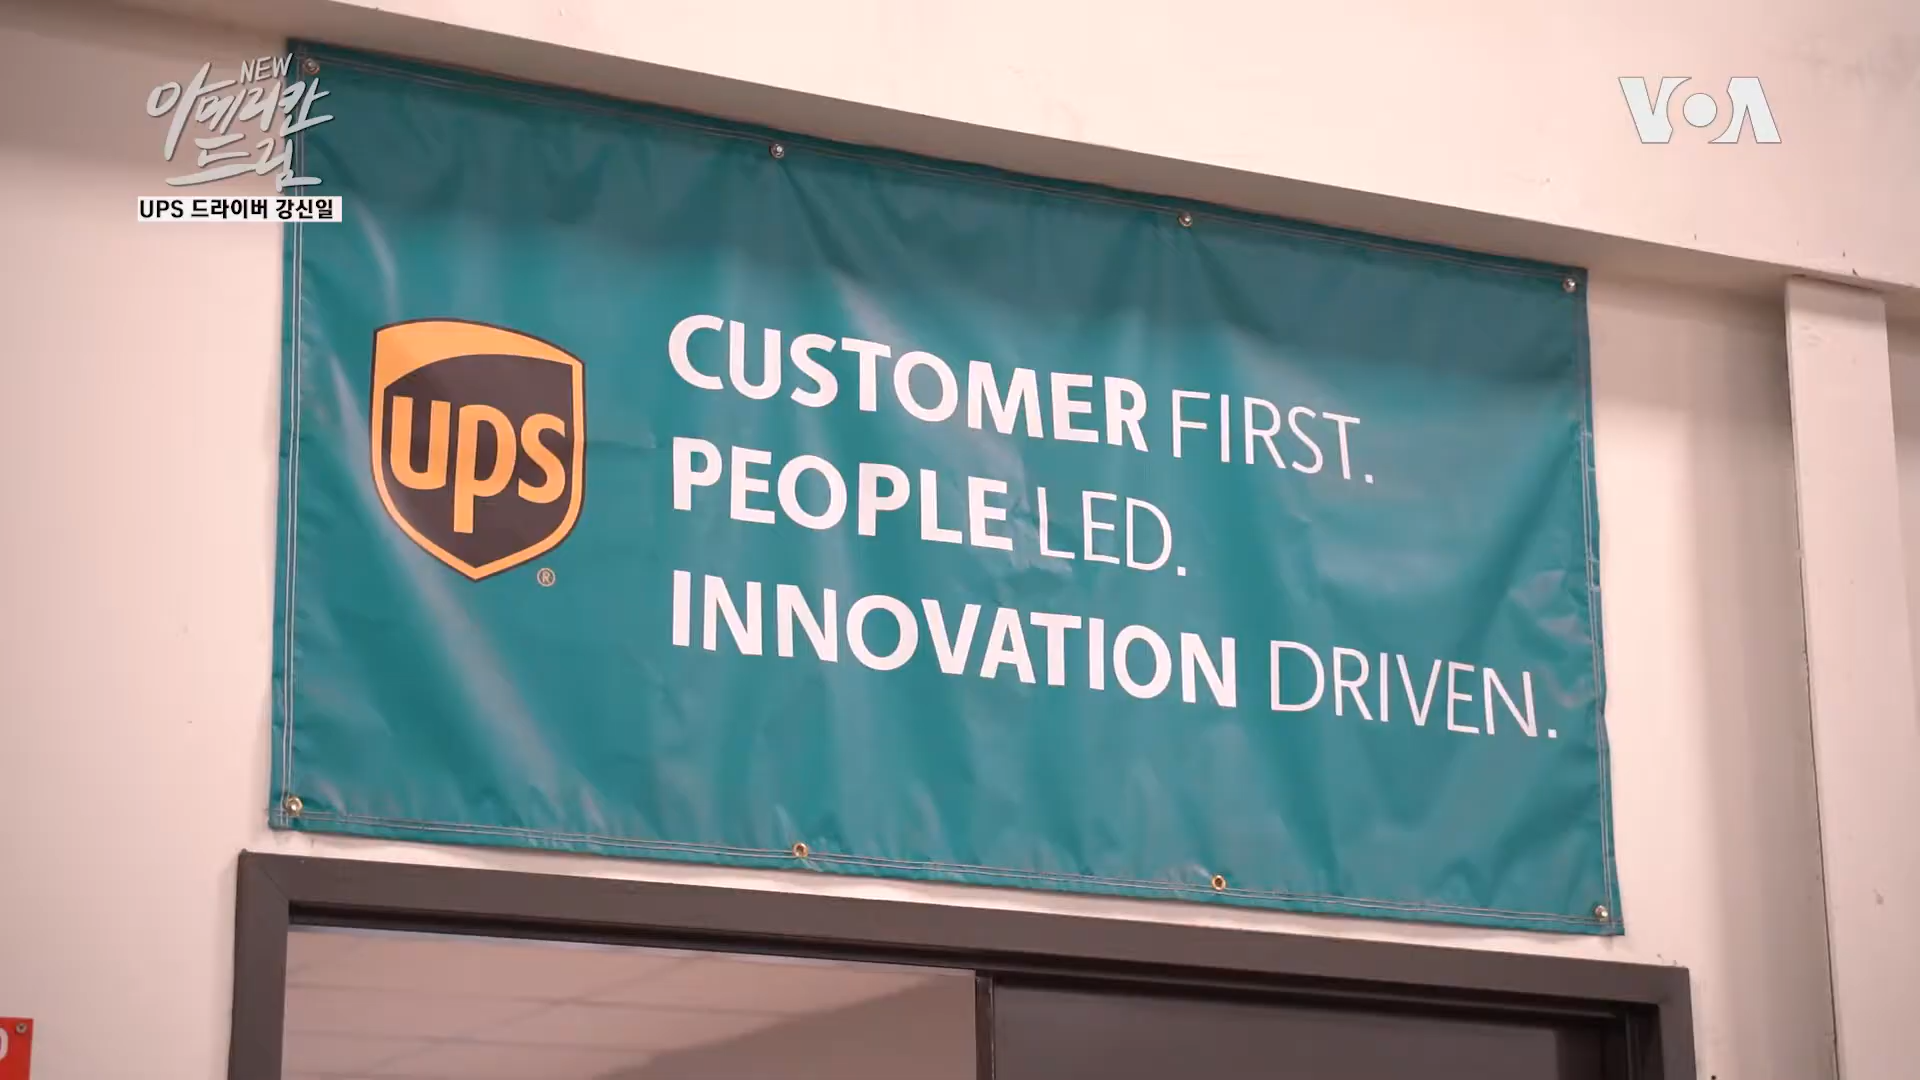 NEW
아메리칸
드림
UPS 드라이버 강신일
VOA
ups
®
CUSTOMER FIRST.
PEOPLE LED.
INNOVATION DRIVEN.